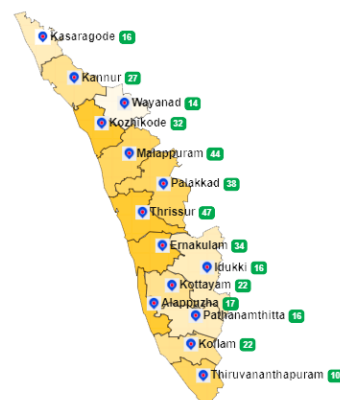 Kasaragode 16
Kannur 27
Wayanad 14
Kozhikode 32
Malappuram 44
Palakkad 38
Thrissur 47
Ernakulam 34
Idukki 16
Kottayam 22
Alappuzha 17
Pathanamthitta 16
Kollam 22
Thiruvananthapuram 10